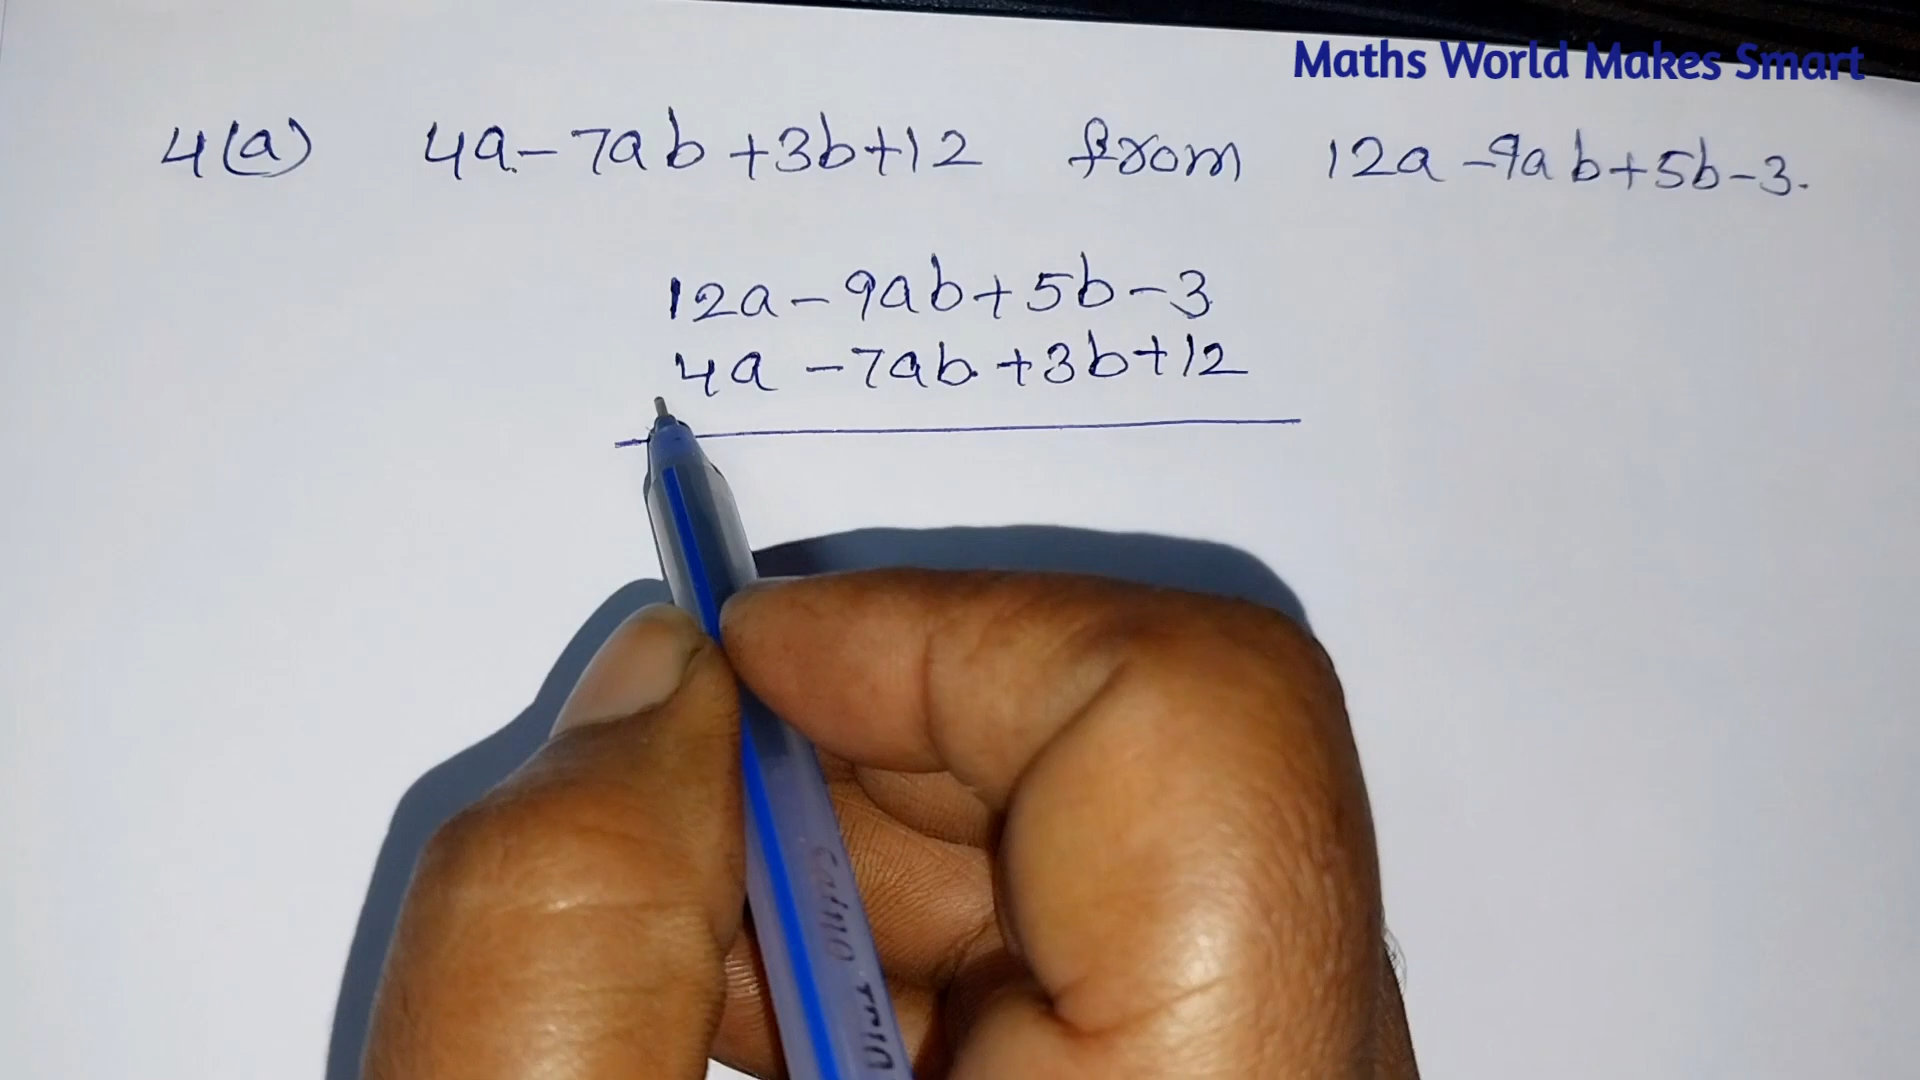 Maths World Makes Smart
4(a) 4a-7ab+3b+12 from 12a-9ab+5b-3.
12a-9ab+5b-3
4a-7ab+3b+12